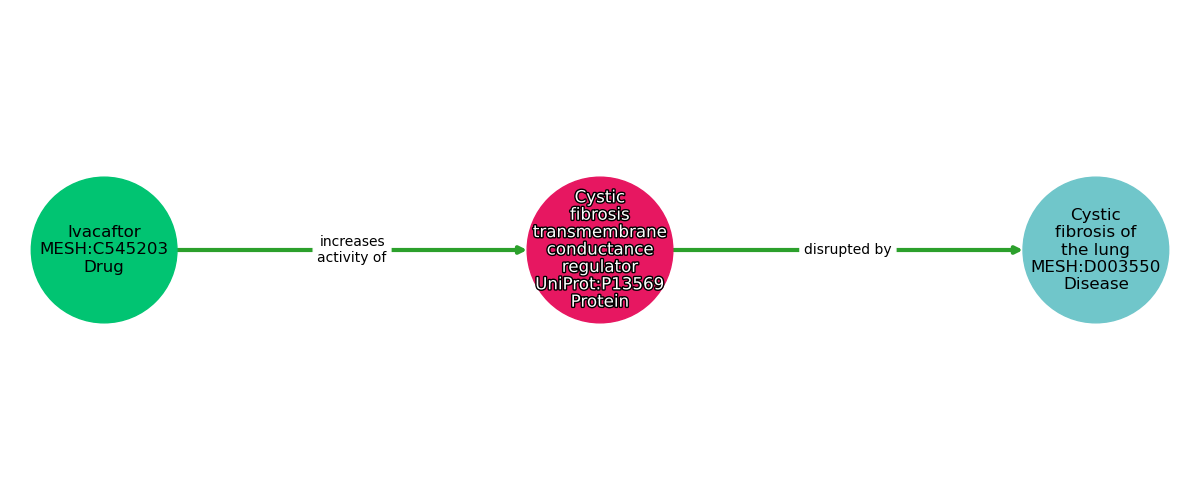 Ivacaftor
MESH:C545203
Drug
increases
activity of
Cystic
fibrosis
transmembrane
conductance
regulator
UniProt:P13569
Protein
disrupted by
Cystic
fibrosis of
the lung
MESH:D003550
Disease